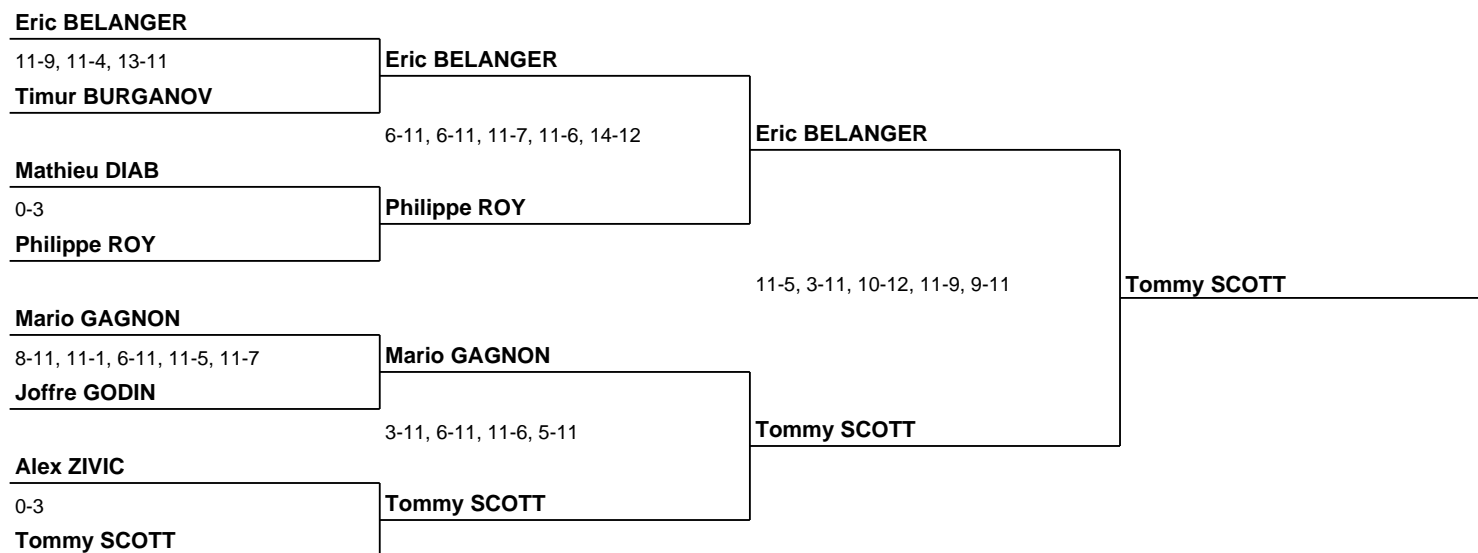 Eric BELANGER
11-9, 11-4, 13-11
Timur BURGANOV
Eric BELANGER
6-11, 6-11, 11-7, 11-6, 14-12
Eric BELANGER
Mathieu DIAB
0-3
Philippe ROY
Philippe ROY
11-5, 3-11, 10-12, 11-9, 9-11
Tommy SCOTT
Mario GAGNON
8-11, 11-1, 6-11, 11-5, 11-7
Joffre GODIN
Mario GAGNON
3-11, 6-11, 11-6, 5-11
Tommy SCOTT
Alex ZIVIC
0-3
Tommy SCOTT
Tommy SCOTT